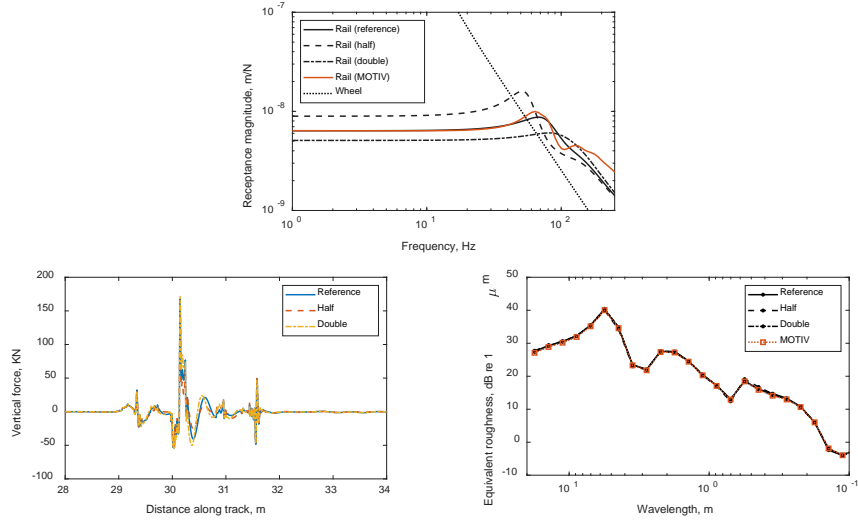 10^-7
10^-8
10^-9
Receptance magnitude, m/N
Rail (reference)
Rail (half)
Rail (double)
Rail (MOTIV)
Wheel
10^0 10^1 10^2
Frequency, Hz
200
150
100
50
0
-50
-100
Vertical force, KN
Reference
Half
Double
28 29 30 31 32 33 34
Distance along track, m
50
40
30
20
10
0
-10
Equivalent roughness, dB re 1 μm
Reference
Half
Double
MOTIV
10^1 10^0 10^-1
Wavelength, m